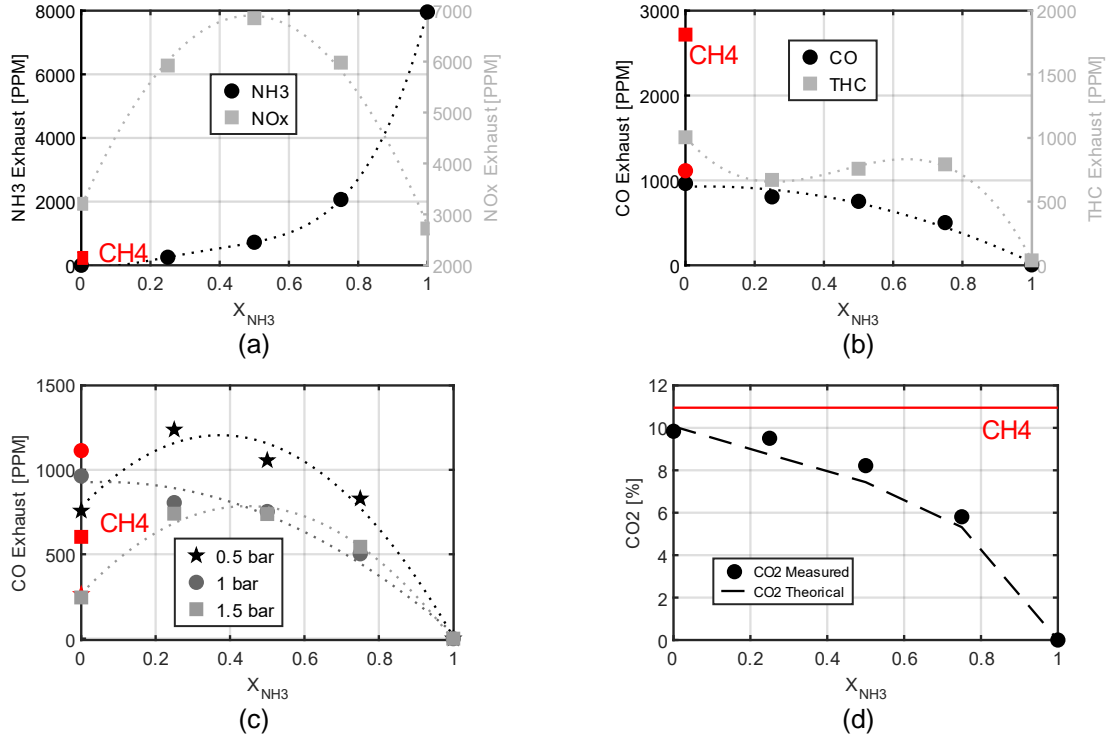 8000
6000
4000
2000
0
NH3 Exhaust [PPM]
7000
6000
5000
4000
3000
2000
NOx Exhaust [PPM]
NH3
NOx
CH4
0 0.2 0.4 0.6 0.8 1
X_NH3
(a)
3000
2000
1000
0
CO Exhaust [PPM]
2000
1500
1000
500
0
THC Exhaust [PPM]
CH4
CO
THC
0 0.2 0.4 0.6 0.8 1
X_NH3
(b)
1500
1000
500
0
CO Exhaust [PPM]
CH4
0.5 bar
1 bar
1.5 bar
0 0.2 0.4 0.6 0.8 1
X_NH3
(c)
12
10
8
6
4
2
0
CO2 [%]
CH4
CO2 Measured
CO2 Theorical
0 0.2 0.4 0.6 0.8 1
X_NH3
(d)